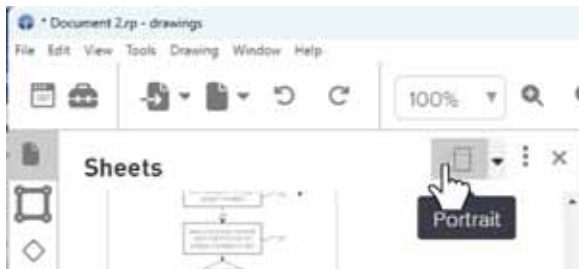 * Document 2.rp - drawings
File Edit View Tools Drawing Window Help
100%
Sheets
Portrait